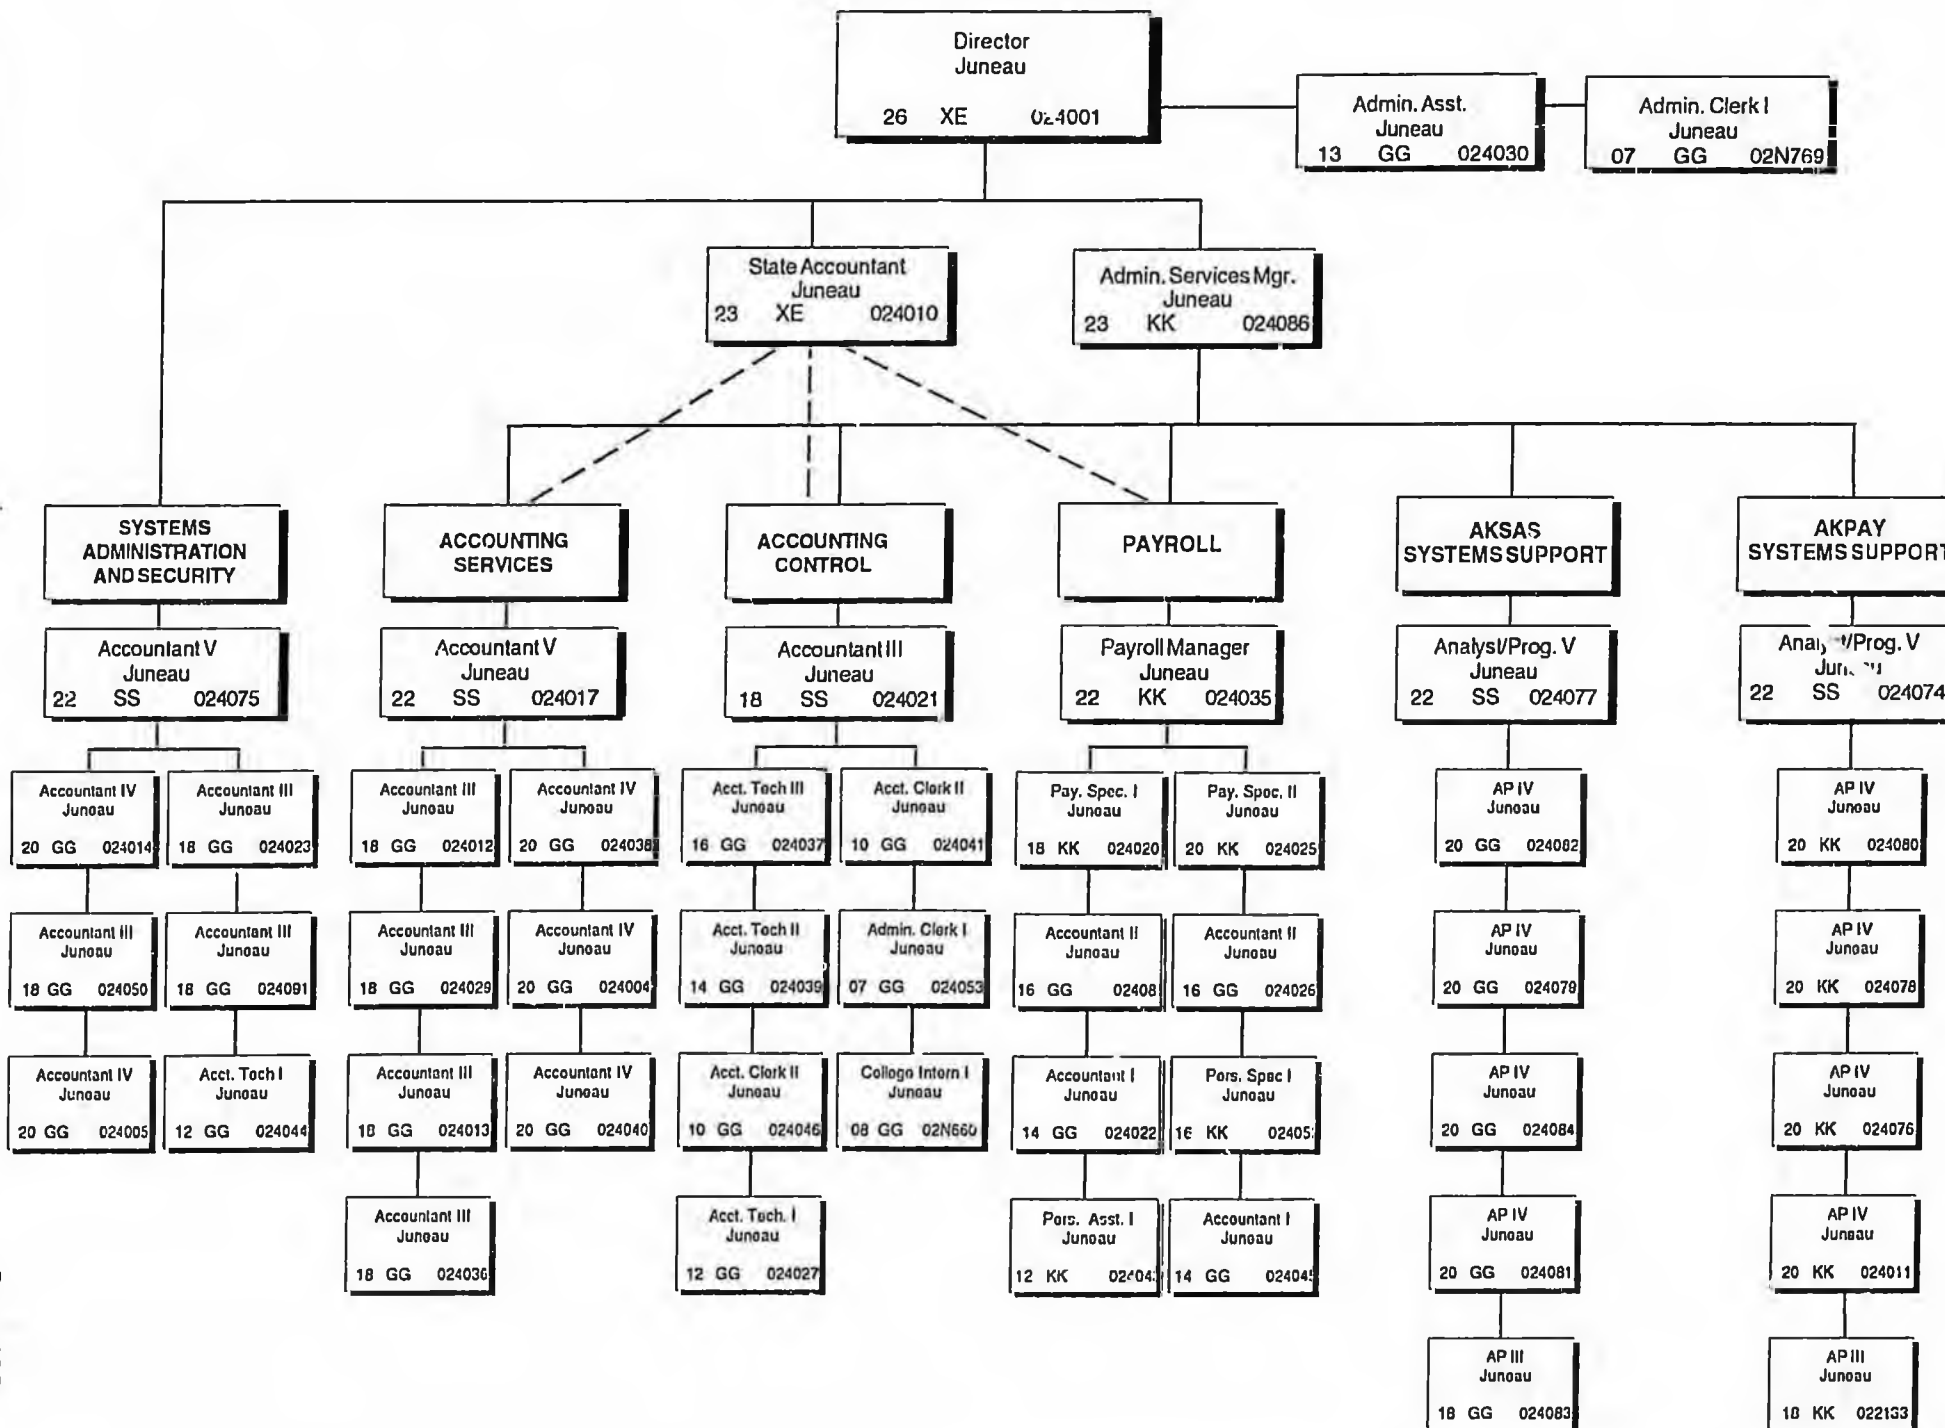 Director
Juneau
26 XE 024001
Admin. Asst.
Juneau
13 GG 024030
Admin. Clerk I
Juneau
07 GG 02N769
State Accountant
Juneau
23 XE 024010
Admin. Services Mgr.
Juneau
23 KK 024086
SYSTEMS
ADMINISTRATION
AND SECURITY
ACCOUNTING
SERVICES
ACCOUNTING
CONTROL
PAYROLL
AKSAS
SYSTEMS SUPPORT
AKPAY
SYSTEMS SUPPORT
Accountant V
Juneau
22 SS 024075
Accountant V
Juneau
22 SS 024017
Accountant III
Juneau
18 SS 024021
Payroll Manager
Juneau
22 KK 024035
Analyst/Prog. V
Juneau
22 SS 024077
/Prog. V
22 SS 024074
Accountant IV
Juneau
20 GG 024014
Accountant III
Juneau
18 GG 024023
Accountant III
Juneau
18 GG 024012
Accountant IV
Juneau
20 GG 024038
Acct. Tech III
Juneau
16 GG 024037
Acct. Clerk II
Juneau
10 GG 024041
Pay. Spec. I
Juneau
18 KK 024020
Pay. Spec. II
Juneau
20 KK 024025
AP IV
Juneau
20 GG 024082
AP IV
Juneau
20 KK 024080
Accountant III
Juneau
18 GG 024050
Accountant III
Juneau
18 GG 024091
Accountant III
Juneau
18 GG 024029
Accountant IV
Juneau
20 GG 024004
Acct. Tech II
Juneau
14 GG 024039
Admin. Clerk I
Juneau
07 GG 024053
Accountant II
Juneau
16 GG 02408
Accountant II
Juneau
16 GG 024026
AP IV
Juneau
20 GG 024079
AP IV
Juneau
20 KK 024078
Accountant IV
Juneau
20 GG 024005
Acct. Tech I
Juneau
12 GG 024044
Accountant III
Juneau
18 GG 024013
Accountant IV
Juneau
20 GG 024040
Acct. Clerk II
Juneau
10 GG 024046
College Intern I
Juneau
08 GG 02N660
Accountant I
Juneau
14 GG 024022
Pers. Spec I
Juneau
16 KK 02405
AP IV
Juneau
20 GG 024084
AP IV
Juneau
20 KK 024076
Accountant III
Juneau
18 GG 024036
Acct. Tech. I
Juneau
12 GG 024027
Pers. Asst. I
Juneau
12 KK
Accountant I
Juneau
14 GG
AP IV
Juneau
20 GG 024081
AP IV
Juneau
20 KK 024011
AP III
Juneau
18 GG 024083
AP III
Juneau
18 KK 022133